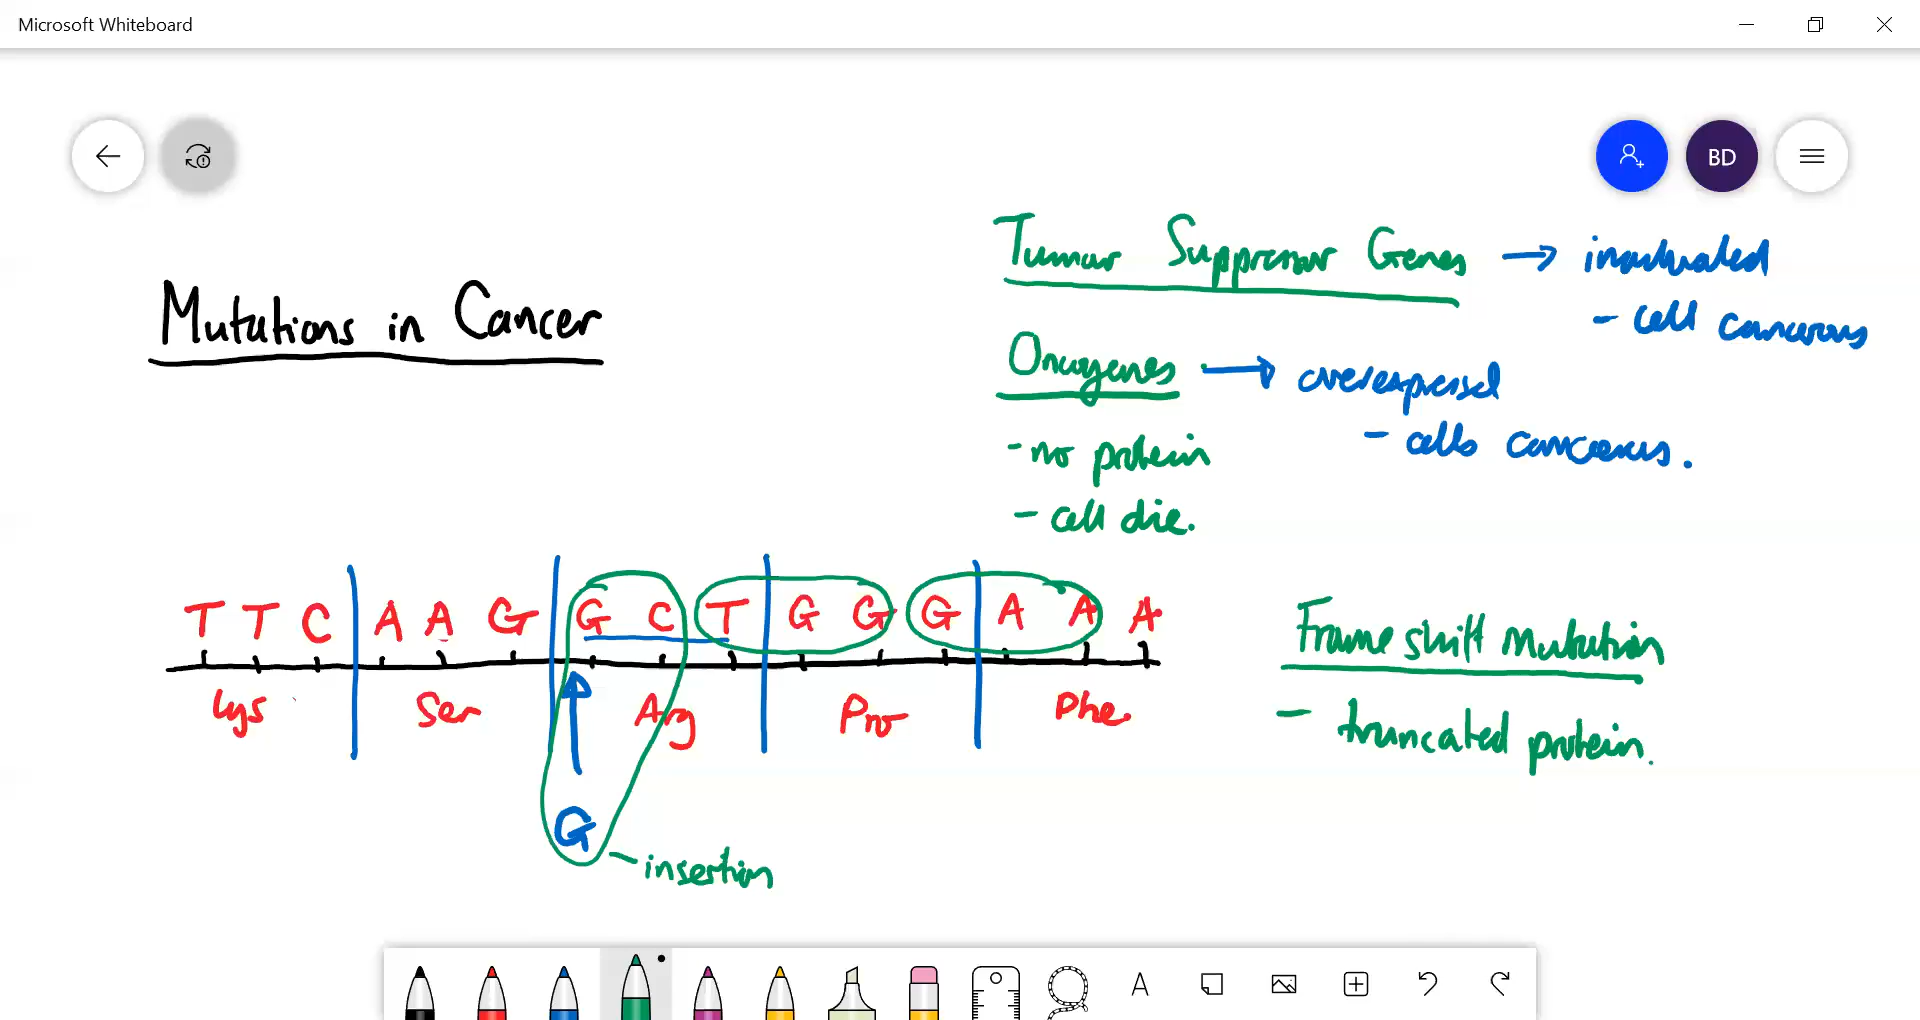 Microsoft Whiteboard
BD
Mutations in Cancer
Tumour Suppressor Genes → inactivated
- cell cancerous
Oncogenes → overexpressed
- cells cancerous.
- no protein
- cell die.
T T C A A G G C T G G G A A A
Lys Ser Arg Pro Phe
G
insertion
Frame shift Mutation
- truncated protein.
A